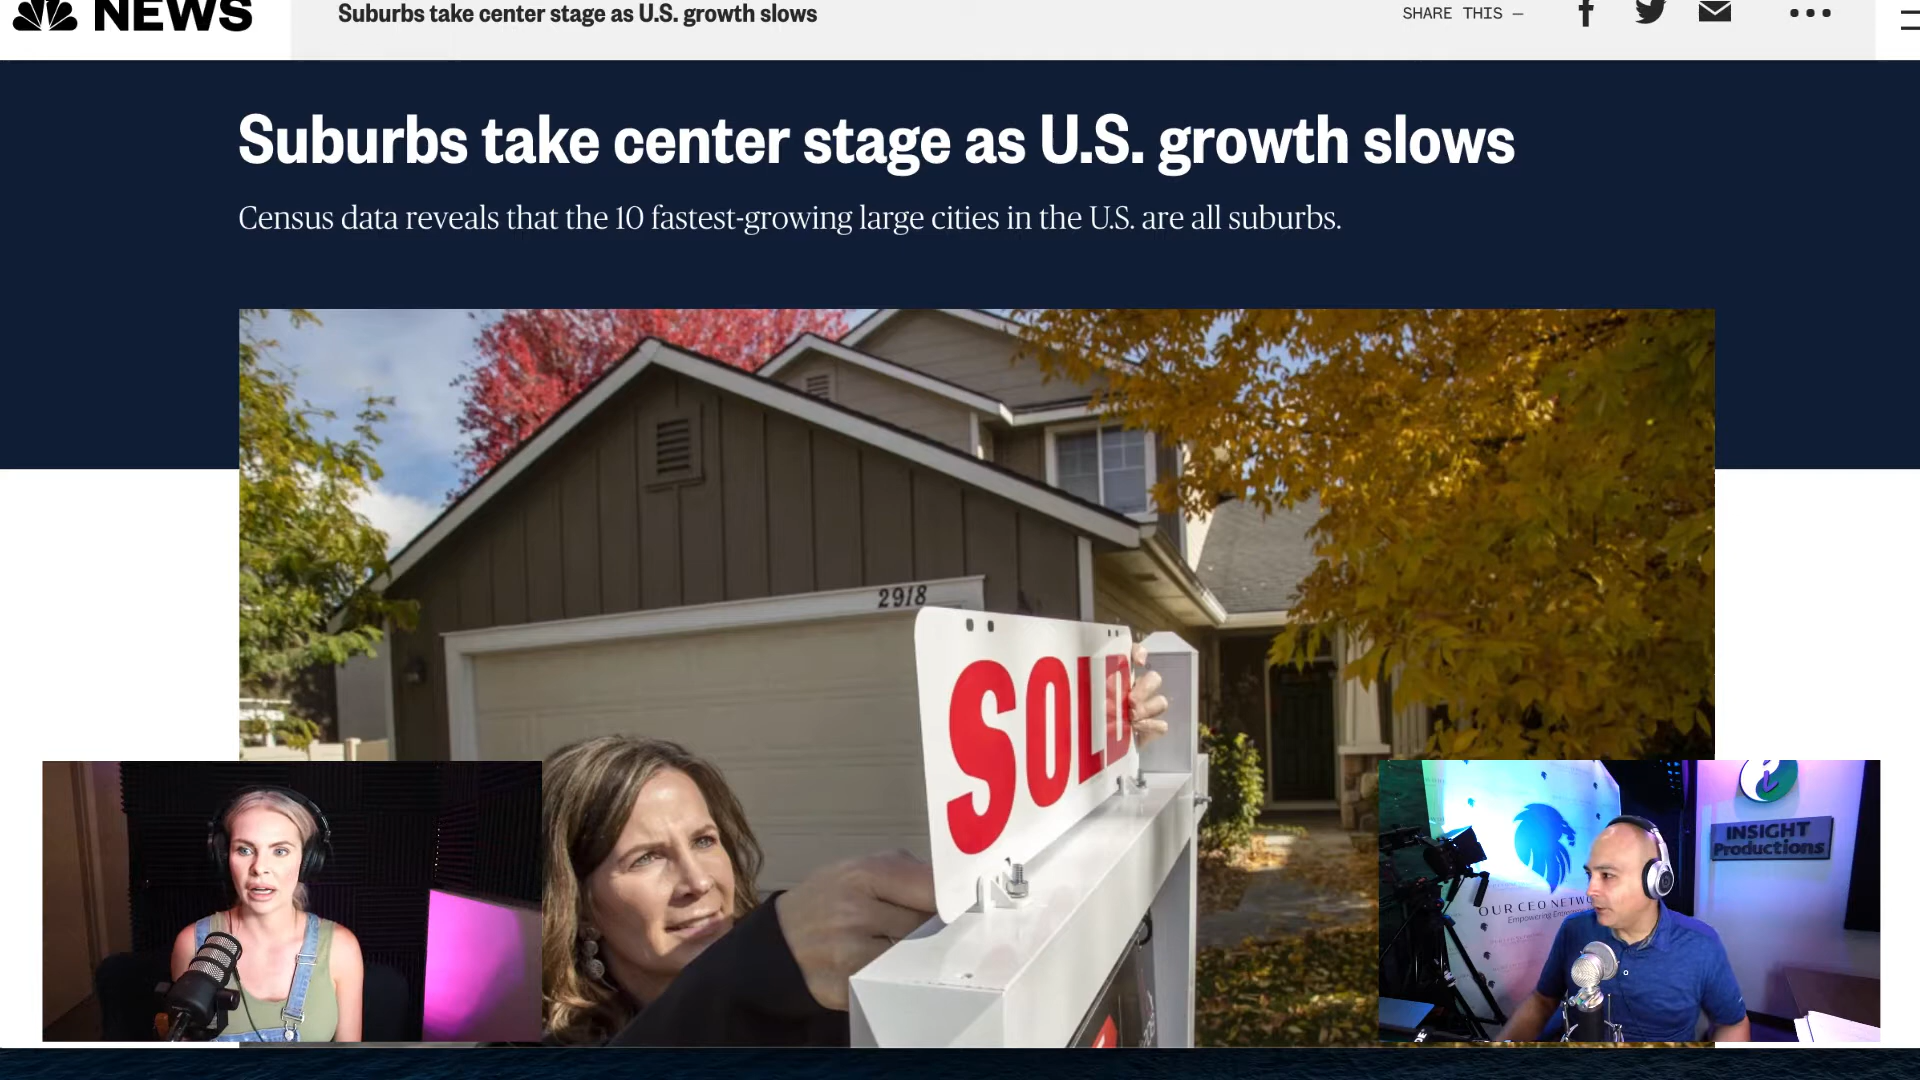 NEWS
Suburbs take center stage as U.S. growth slows
SHARE THIS —
Suburbs take center stage as U.S. growth slows
Census data reveals that the 10 fastest-growing large cities in the U.S. are all suburbs.
2918
SOLD
INSIGHT
Productions
OUR CEO NETWO
Empowering